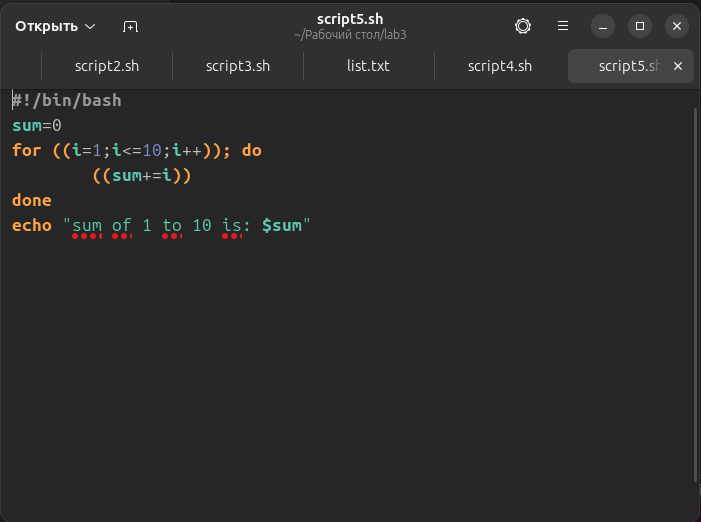 Открыть
script5.sh
~/Рабочий стол/lab3
script2.sh script3.sh list.txt script4.sh script5.sh
#!/bin/bash
sum=0
for ((i=1;i<=10;i++)); do
        ((sum+=i))
done
echo "sum of 1 to 10 is: $sum"